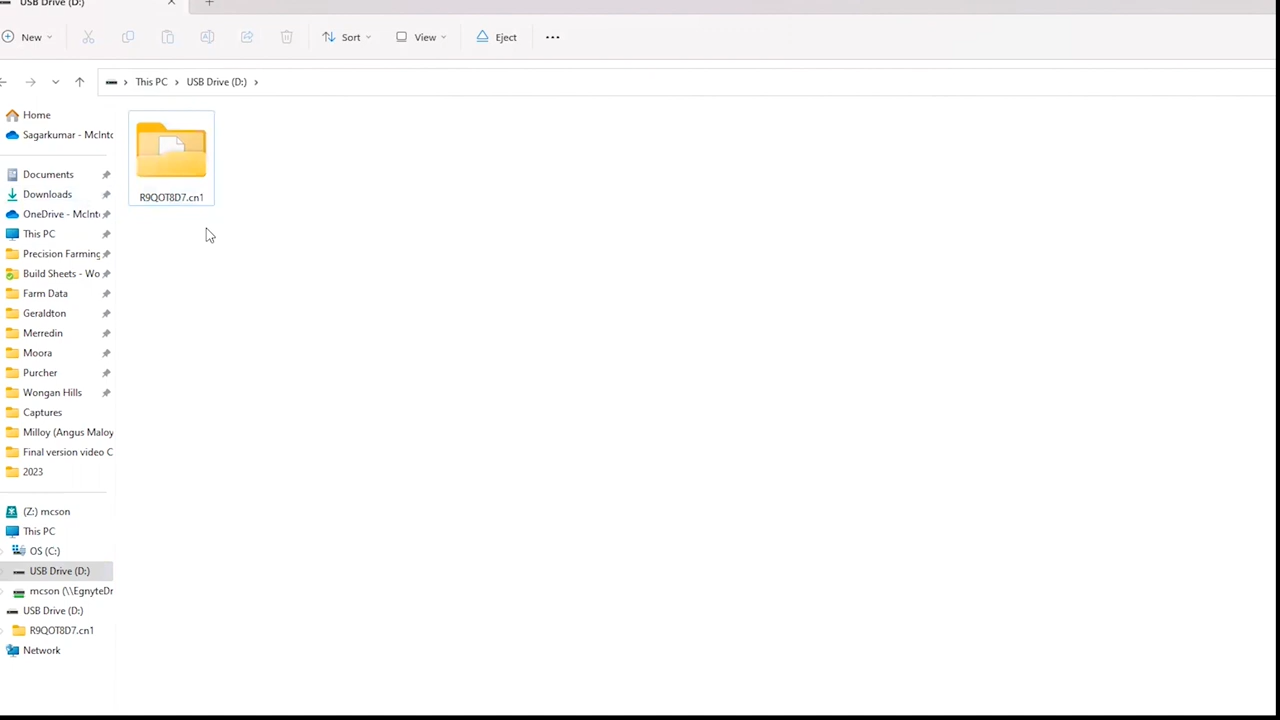 USB Drive (D:)
New
Sort
View
Eject
This PC
USB Drive (D:)
Home
Sagarkumar - McInto
Documents
Downloads
OneDrive - McInt
This PC
Precision Farming
Build Sheets - Wo
Farm Data
Geraldton
Merredin
Moora
Purcher
Wongan Hills
Captures
Milloy (Angus Maloy
Final version video C
2023
(Z:) mcson
This PC
OS (C:)
USB Drive (D:)
mcson (\\EgnyteDr
USB Drive (D:)
R9QOT8D7.cn1
Network
R9QOT8D7.cn1